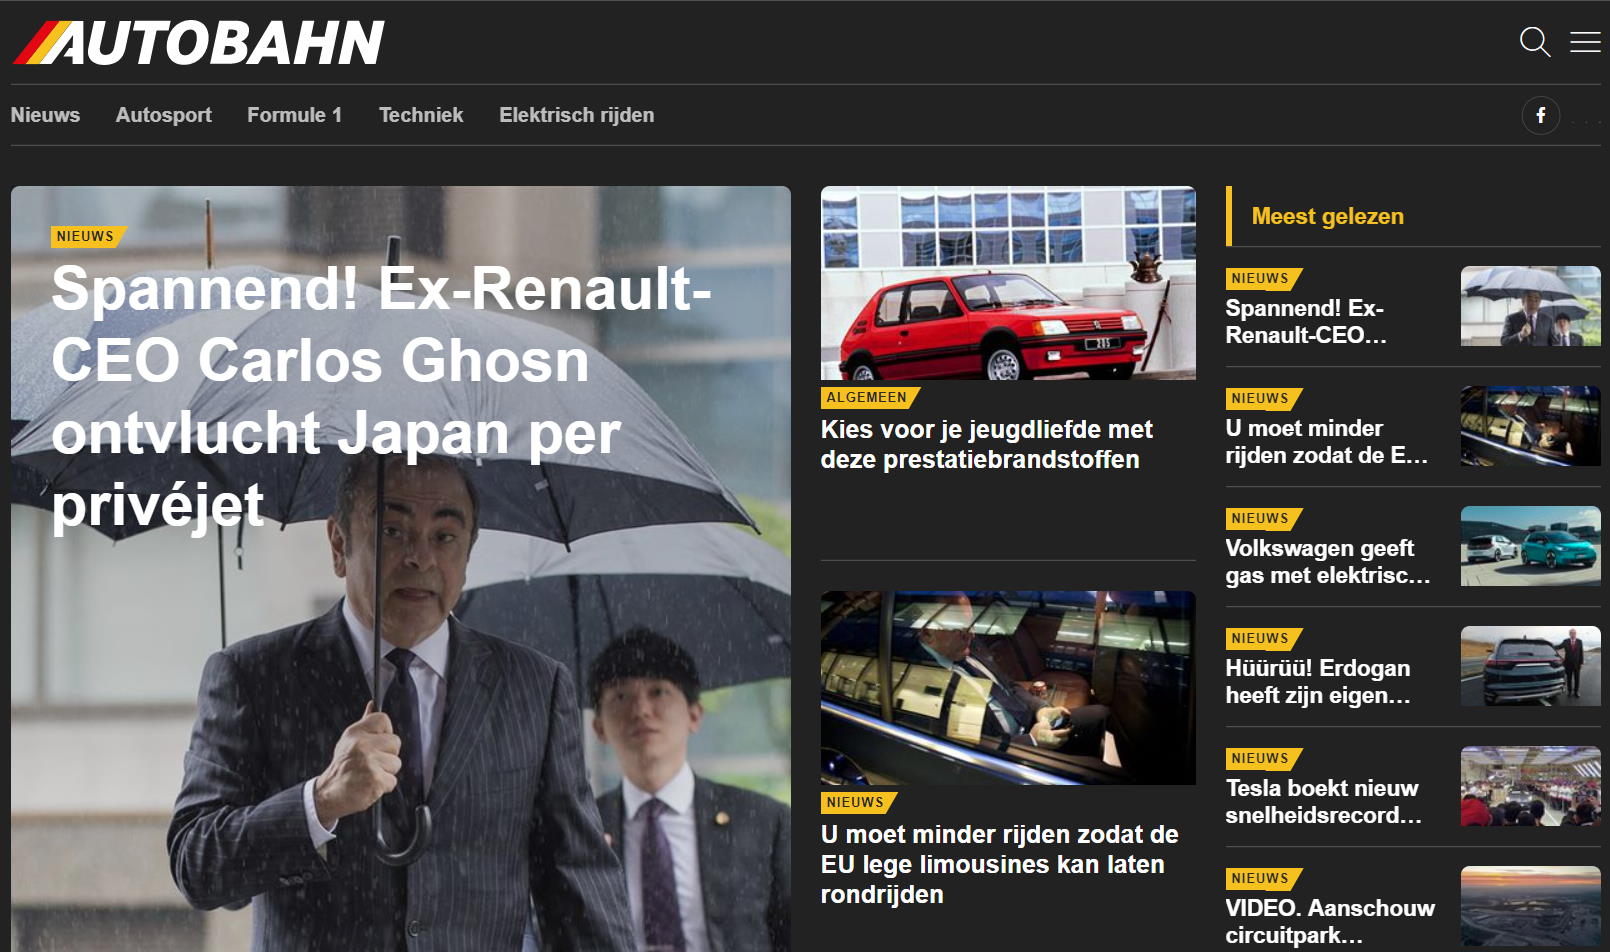 AUTOBAHN
Nieuws Autosport Formule 1 Techniek Elektrisch rijden
f
NIEUWS
Spannend! Ex-Renault-
CEO Carlos Ghosn
ontvlucht Japan per
privéjet
205
ALGEMEEN
Kies voor je jeugdliefde met
deze prestatiebrandstoffen
NIEUWS
U moet minder rijden zodat de
EU lege limousines kan laten
rondrijden
Meest gelezen
NIEUWS
Spannend! Ex-
Renault-CEO...
NIEUWS
U moet minder
rijden zodat de E...
NIEUWS
Volkswagen geeft
gas met elektrisc...
NIEUWS
Hüürüü! Erdogan
heeft zijn eigen...
NIEUWS
Tesla boekt nieuw
snelheidsrecord...
NIEUWS
VIDEO. Aanschouw
circuitpark...